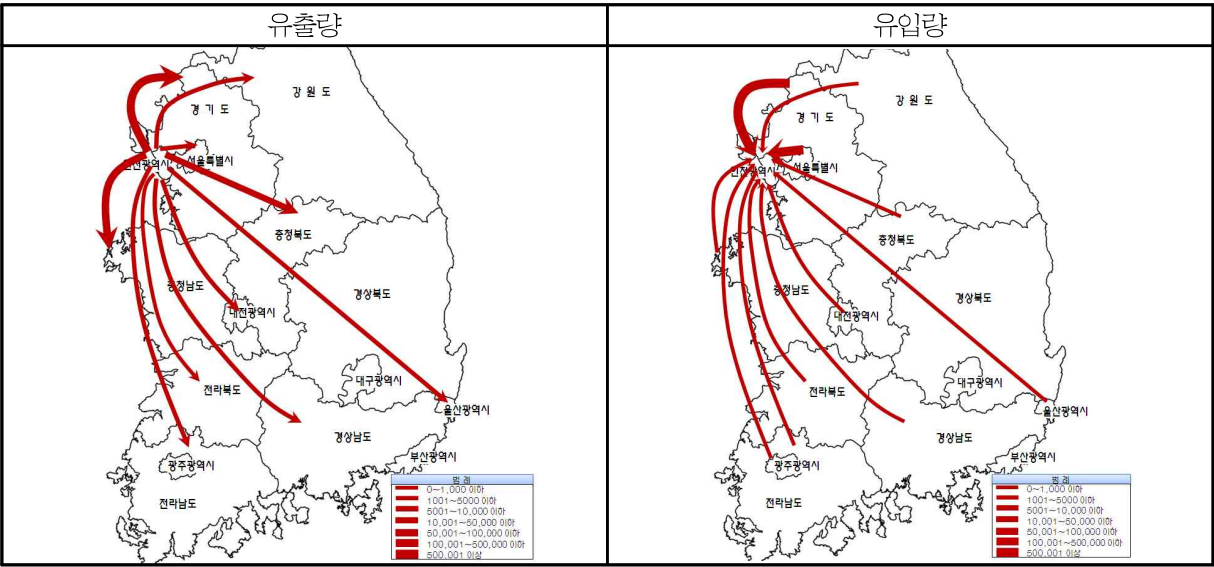 유출량
유입량
강 원 도
경 기 도
인천광역시
서울특별시
충청북도
충청남도
경상북도
대전광역시
대구광역시
전라북도
울산광역시
경상남도
부산광역시
광주광역시
전라남도
범 례
0~1,000 이하
1001~5000 이하
5001~10,000 이하
10,001~50,000 이하
50,001~100,000 이하
100,001~500,000 이하
500,001 이상
강 원 도
경 기 도
서울특별시
인천광역시
충청북도
충청남도
경상북도
대전광역시
대구광역시
전라북도
울산광역시
경상남도
부산광역시
광주광역시
전라남도
범 례
0~1,000 이하
1001~5000 이하
5001~10,000 이하
10,001~50,000 이하
50,001~100,000 이하
100,001~500,000 이하
500,001 이상